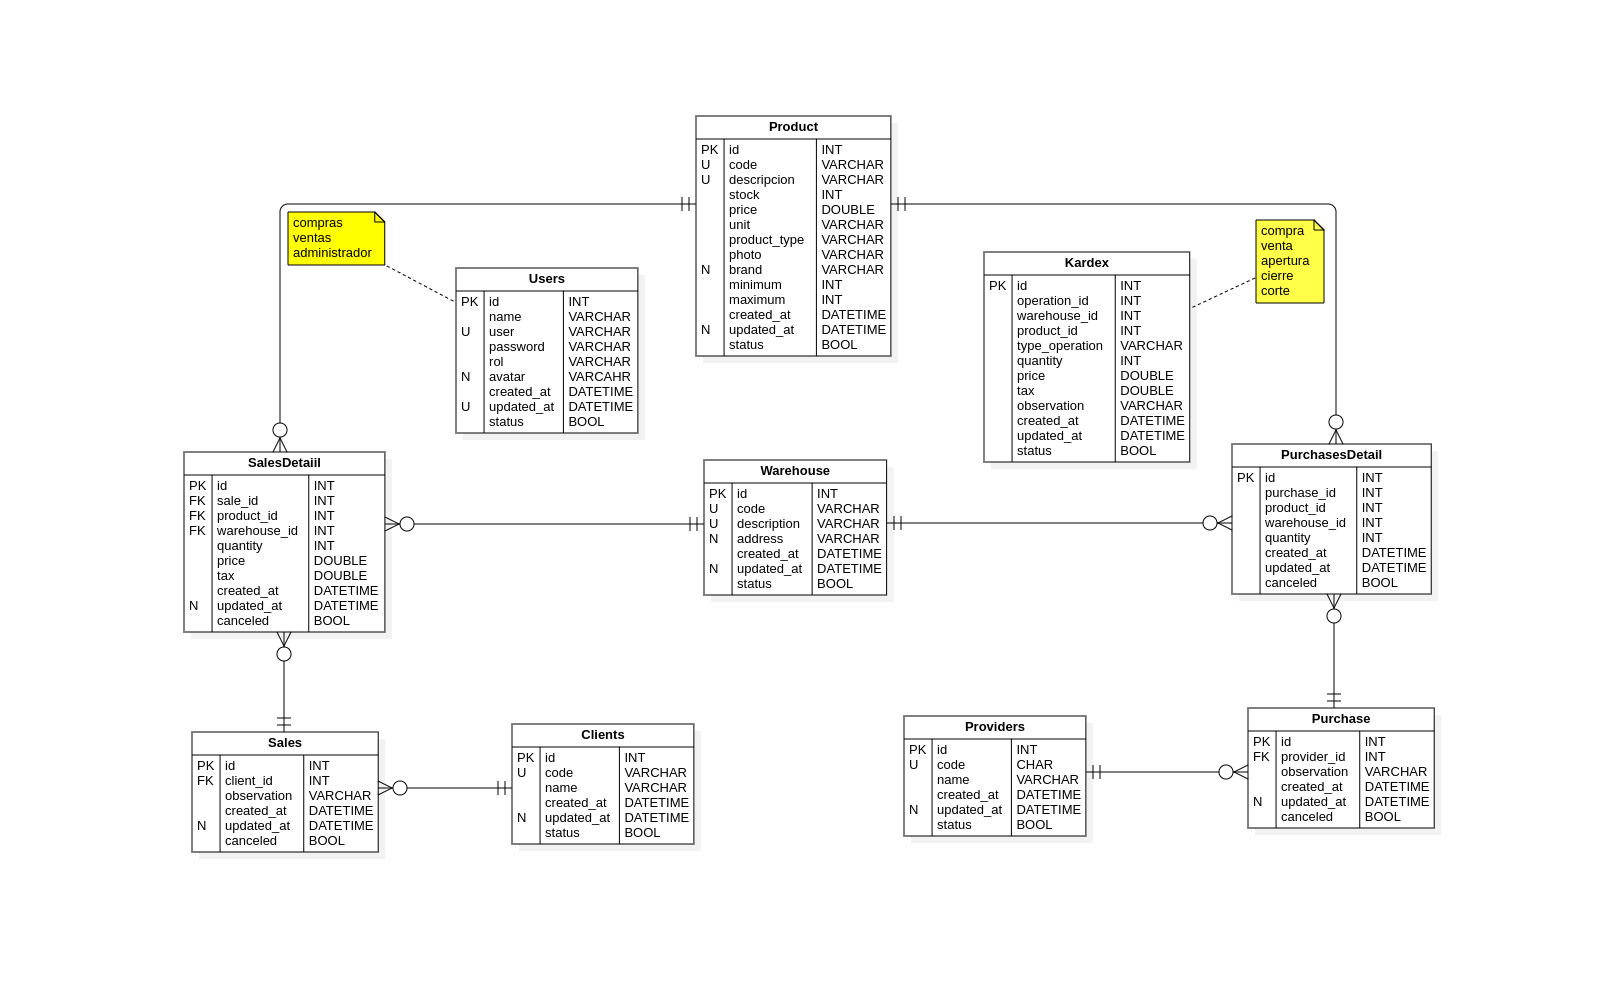 Product
PK id INT
U code VARCHAR
U descripcion VARCHAR
stock INT
price DOUBLE
unit VARCHAR
product_type VARCHAR
photo VARCHAR
N brand VARCHAR
minimum INT
maximum INT
created_at DATETIME
N updated_at DATETIME
status BOOL
compras
ventas
administrador
Users
PK id INT
name VARCHAR
U user VARCHAR
password VARCHAR
rol VARCHAR
N avatar VARCAHR
created_at DATETIME
U updated_at DATETIME
status BOOL
Kardex
PK id INT
operation_id INT
warehouse_id INT
product_id INT
type_operation VARCHAR
quantity INT
price DOUBLE
tax DOUBLE
observation VARCHAR
created_at DATETIME
updated_at DATETIME
status BOOL
compra
venta
apertura
cierre
corte
SalesDetaiil
PK id INT
FK sale_id INT
FK product_id INT
FK warehouse_id INT
quantity INT
price DOUBLE
tax DOUBLE
created_at DATETIME
N updated_at DATETIME
canceled BOOL
Warehouse
PK id INT
U code VARCHAR
U description VARCHAR
N address VARCHAR
created_at DATETIME
N updated_at DATETIME
status BOOL
PurchasesDetail
PK id INT
purchase_id INT
product_id INT
warehouse_id INT
quantity INT
created_at DATETIME
updated_at DATETIME
canceled BOOL
Sales
PK id INT
FK client_id INT
observation VARCHAR
created_at DATETIME
N updated_at DATETIME
canceled BOOL
Clients
PK id INT
U code VARCHAR
name VARCHAR
created_at DATETIME
N updated_at DATETIME
status BOOL
Providers
PK id INT
U code CHAR
name VARCHAR
created_at DATETIME
N updated_at DATETIME
status BOOL
Purchase
PK id INT
FK provider_id INT
observation VARCHAR
created_at DATETIME
N updated_at DATETIME
canceled BOOL